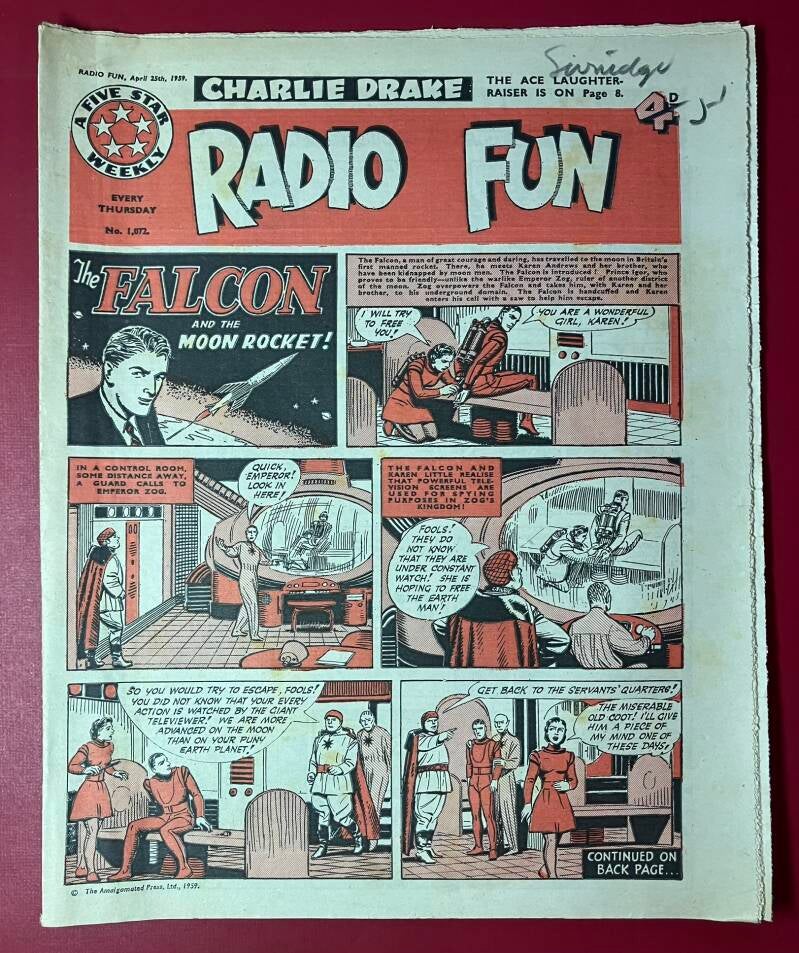 RADIO FUN, April 25th, 1959.
CHARLIE DRAKE
THE ACE LAUGHTER-
RAISER IS ON Page 8.
4D
A FIVE STAR
WEEKLY
EVERY
THURSDAY
No. 1,072.
RADIO FUN
The FALCON
AND THE
MOON ROCKET!
The Falcon, a man of great courage and daring, has travelled to the moon in Britain's
first manned rocket. There, he meets Karen Andrews and her brother, who
have been kidnapped by moon men. The Falcon is introduced to Prince Igor, who
proves to be friendly—unlike the warlike Emperor Zog, ruler of another district
of the moon. Zog overpowers the Falcon and takes him, with Karen and her
brother, to his underground domain. The Falcon is handcuffed and Karen
enters his cell with a saw to help him escape.
I WILL TRY
TO FREE
YOU!
YOU ARE A WONDERFUL
GIRL, KAREN!
IN A CONTROL ROOM,
SOME DISTANCE AWAY,
A GUARD CALLS TO
EMPEROR ZOG.
QUICK,
EMPEROR!
LOOK IN
HERE!
THE FALCON AND
KAREN LITTLE REALISE
THAT POWERFUL TELE-
VISION SCREENS ARE
USED FOR SPYING
PURPOSES IN ZOG'S
KINGDOM!
FOOLS!
THEY DO
NOT KNOW
THAT THEY ARE
UNDER CONSTANT
WATCH! SHE IS
HOPING TO FREE
THE EARTH
MAN!
SO YOU WOULD TRY TO ESCAPE, FOOLS!
YOU DID NOT KNOW THAT YOUR EVERY
ACTION IS WATCHED BY THE GIANT
TELEVIEWER! WE ARE MORE
ADVANCED ON THE MOON
THAN ON YOUR PUNY
EARTH PLANET!
GET BACK TO THE SERVANTS' QUARTERS!
THE MISERABLE
OLD COOT! I'LL GIVE
HIM A PIECE OF
MY MIND ONE OF
THESE DAYS!
CONTINUED ON
BACK PAGE...
© The Amalgamated Press, Ltd., 1959.